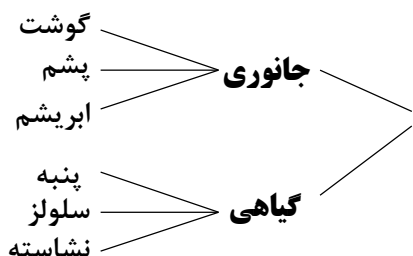 گوشت
جانوری
پشم
ابریشم
پنبه
گیاهی
سلولز
نشاسته